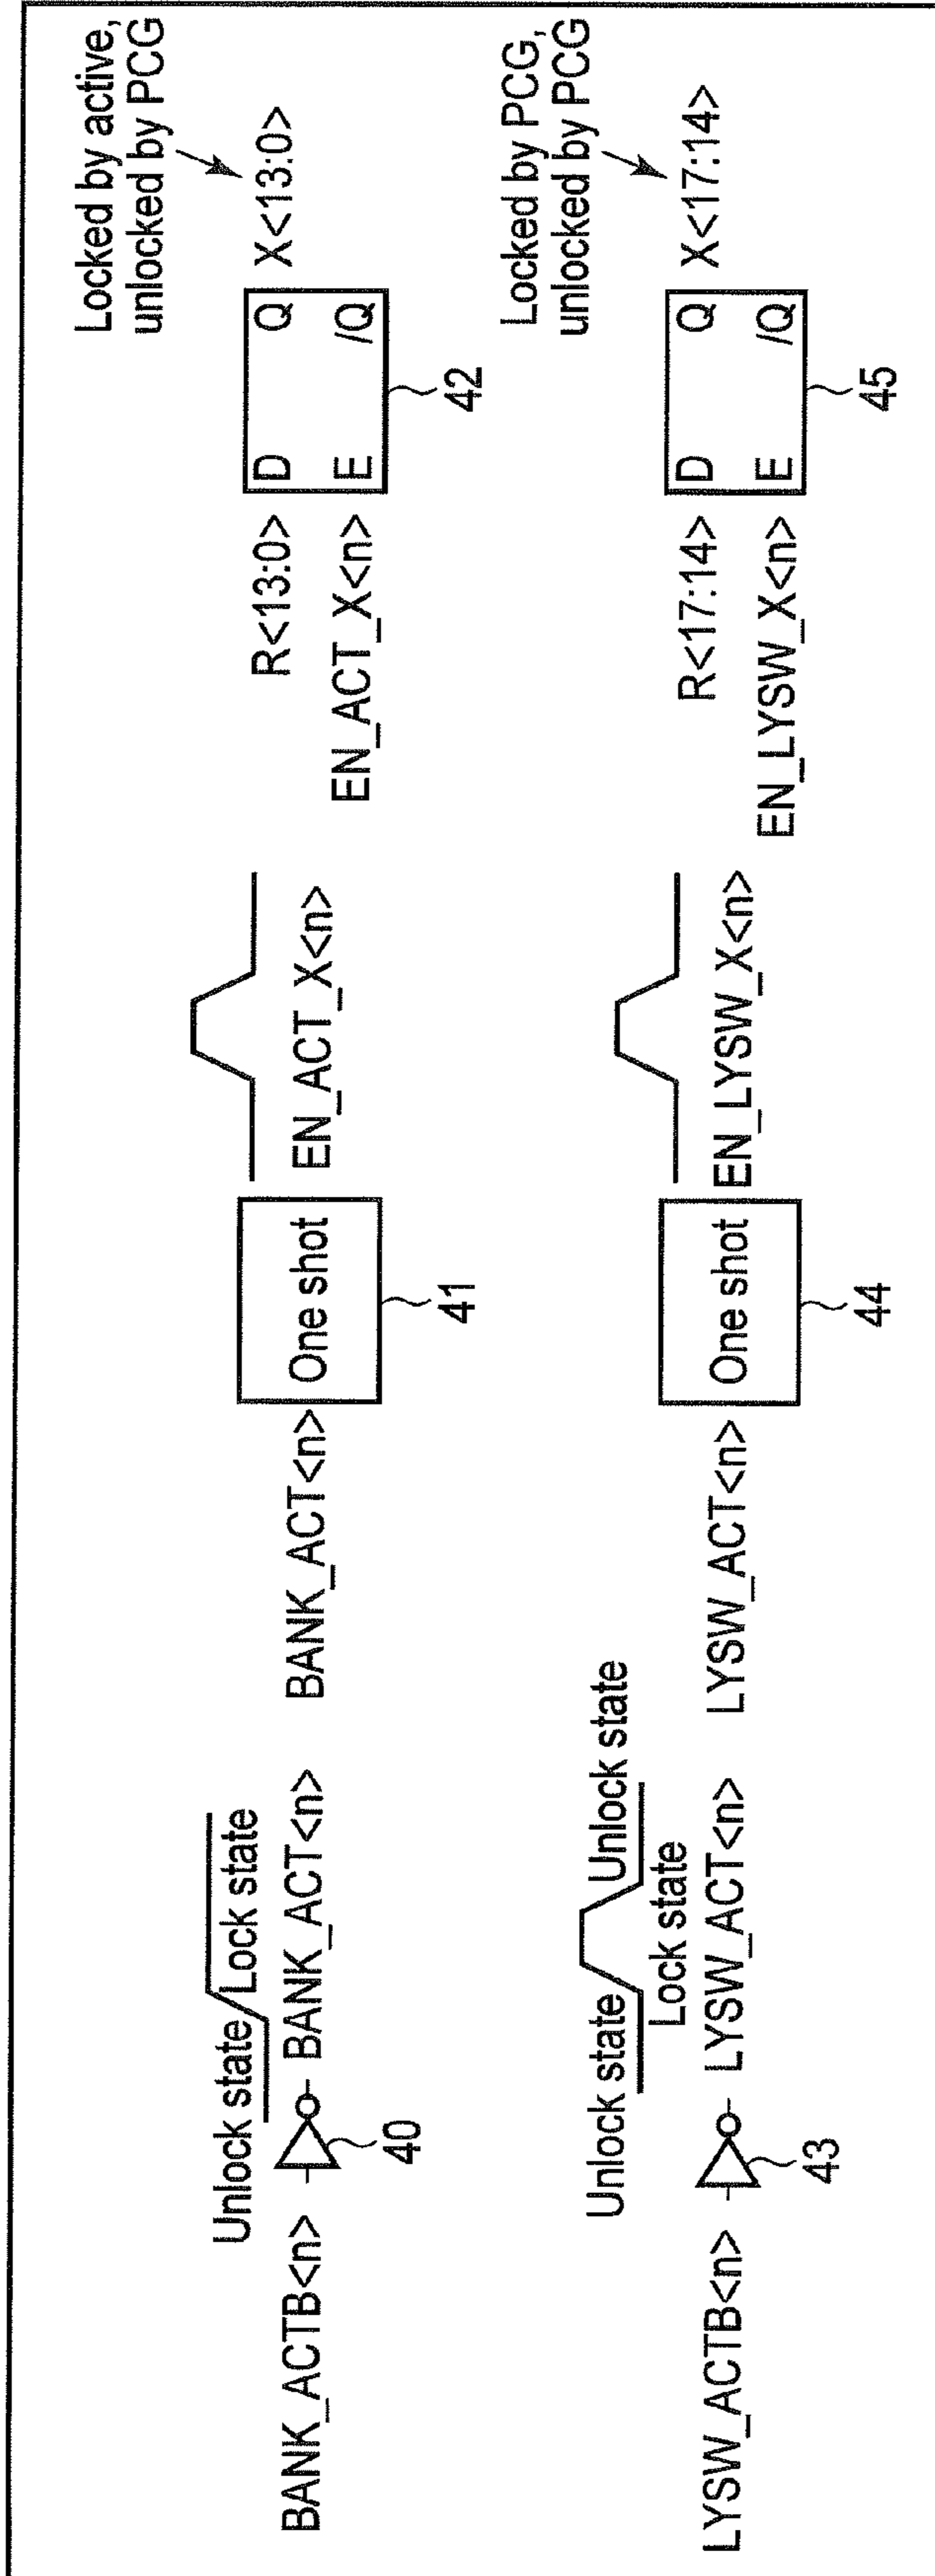 BANK_ACTB<n>
40
Unlock state
Lock state
BANK_ACT<n>
BANK_ACT<n>
One shot
41
EN_ACT_X<n>
R<13:0>
EN_ACT_X<n>
D
Q
E
/Q
42
X<13:0>
Locked by active,
unlocked by PCG
LYSW_ACTB<n>
43
Unlock state
Lock state
Unlock state
LYSW_ACT<n>
LYSW_ACT<n>
One shot
44
EN_LYSW_X<n>
R<17:14>
EN_LYSW_X<n>
D
Q
E
/Q
45
X<17:14>
Locked by PCG,
unlocked by PCG